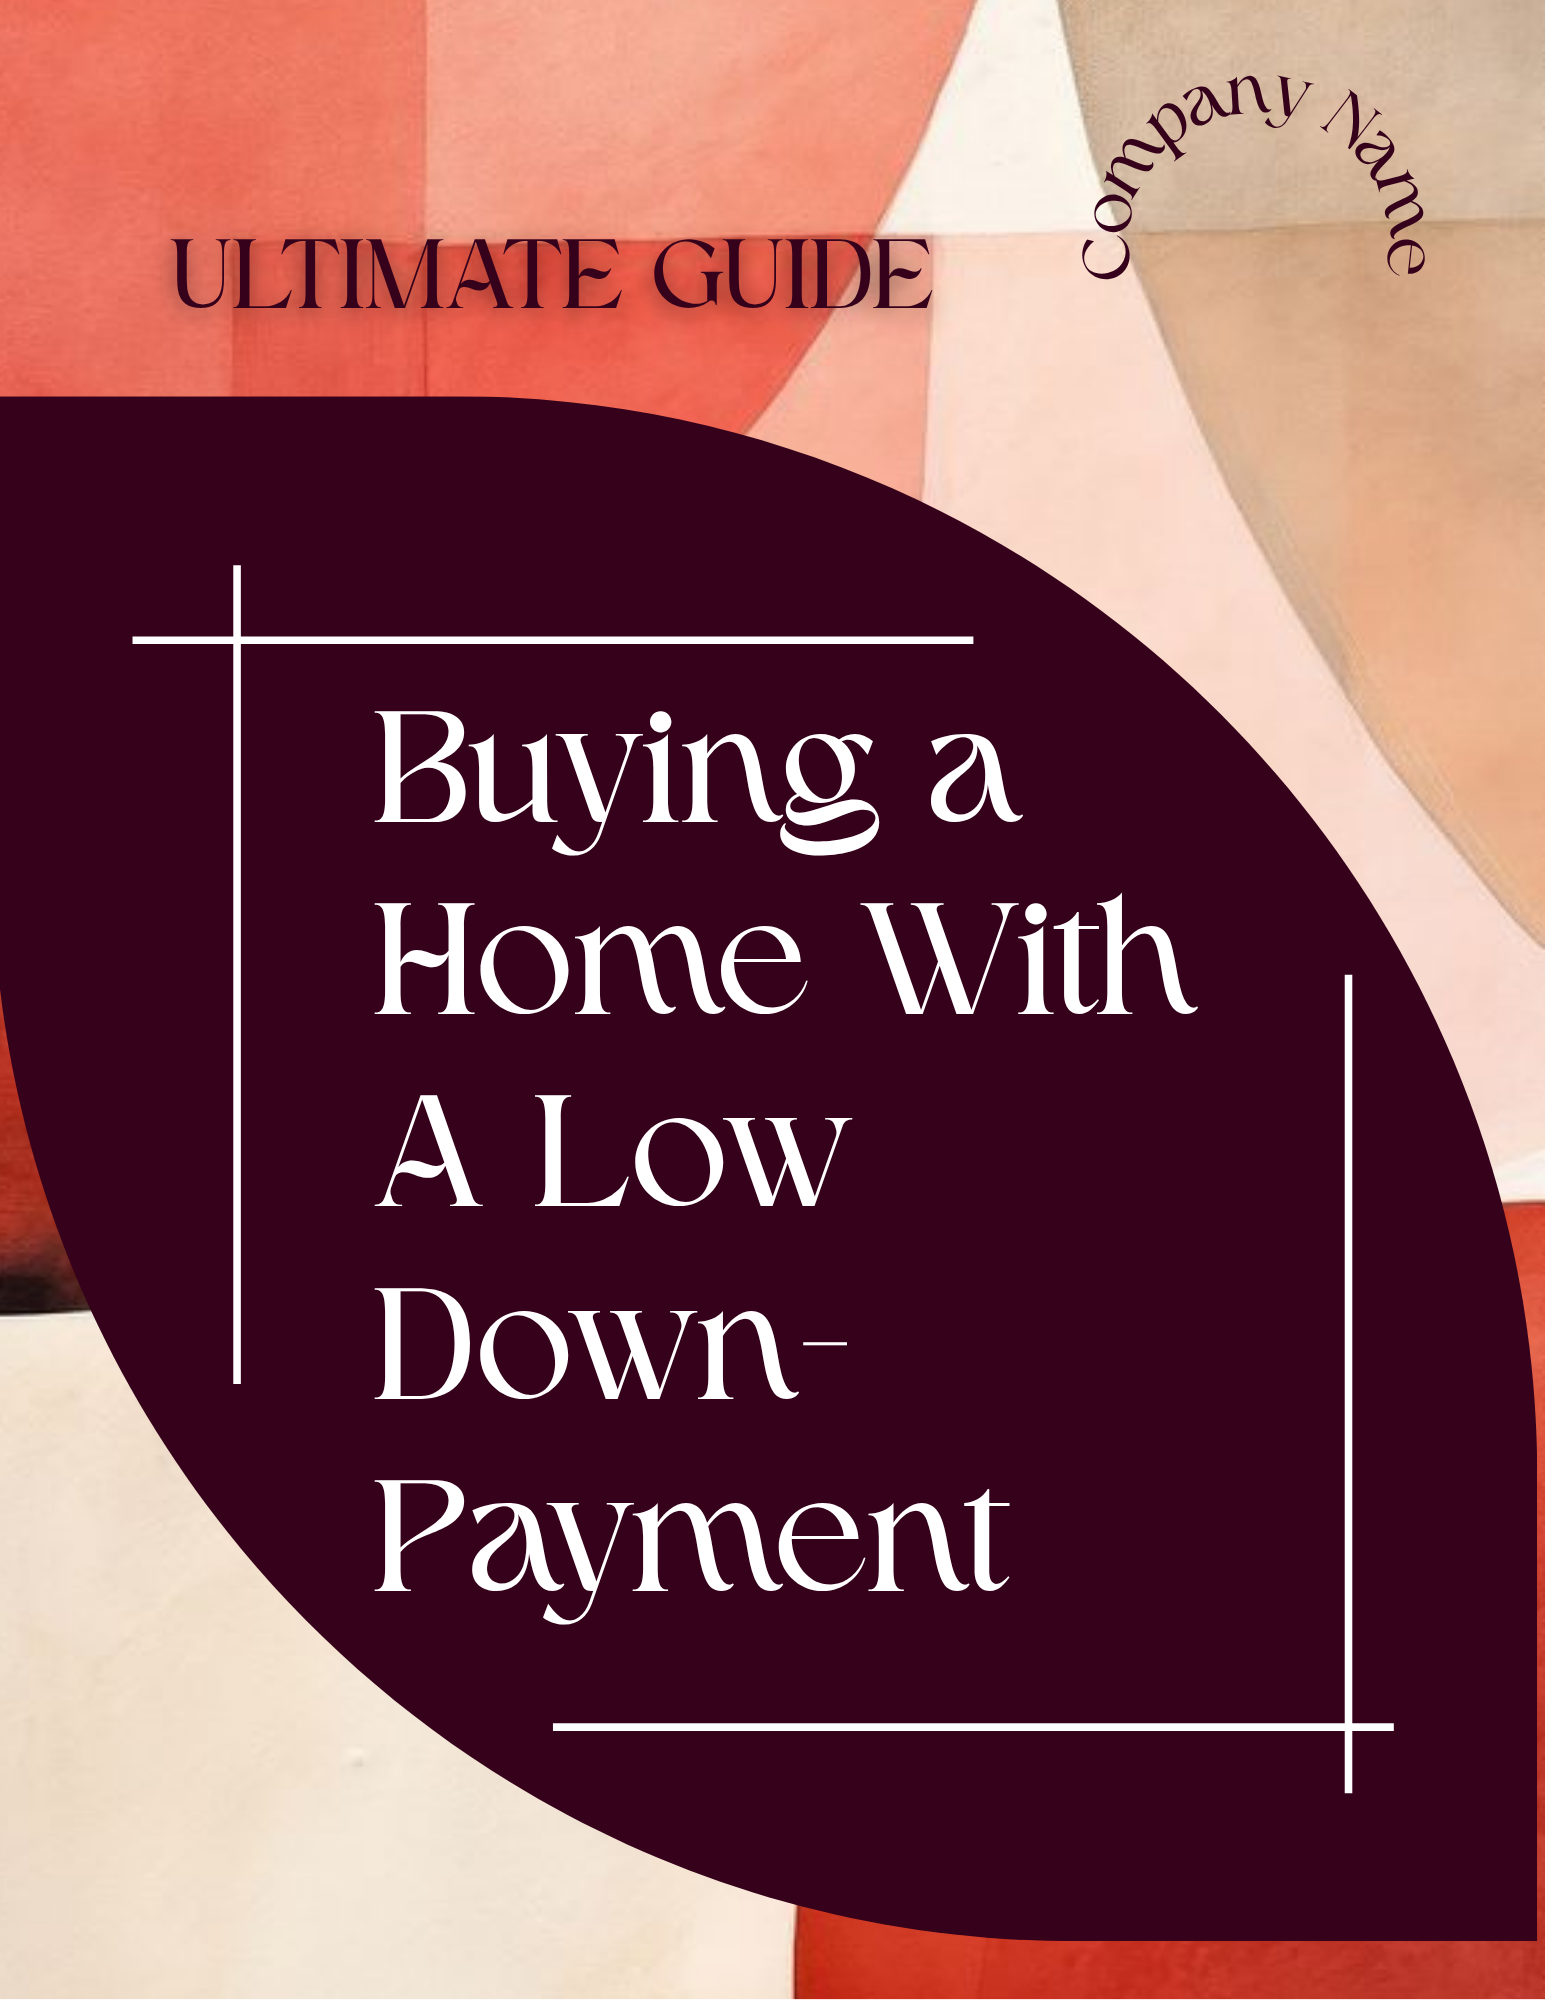 Company Name
ULTIMATE GUIDE
Buying a
Home With
A Low
Down-
Payment